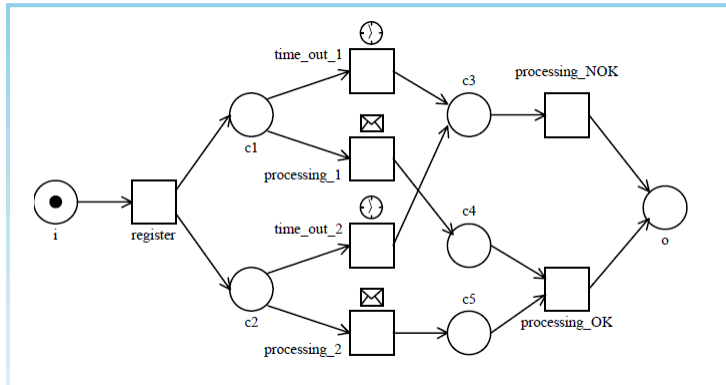 time_out_1
c3
processing_NOK
c1
processing_1
time_out_2
c4
i
register
o
c5
c2
processing_2
processing_OK